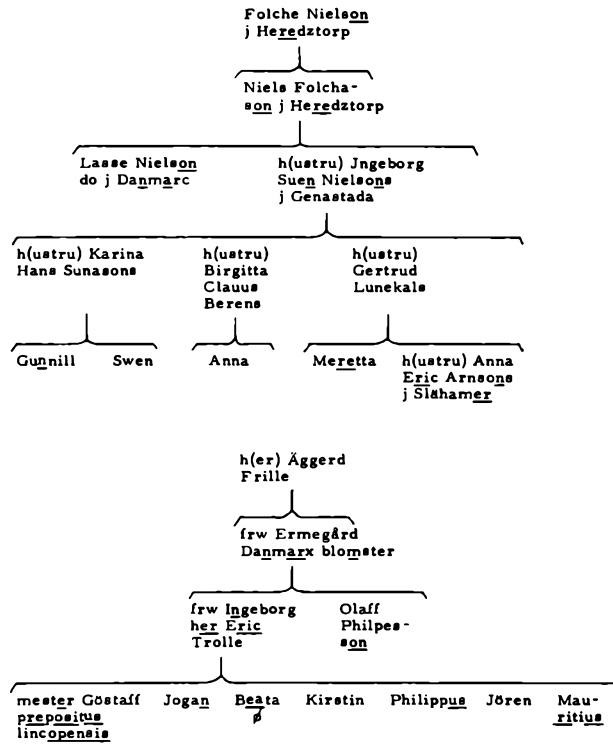 Folche Nielson
j Heredztorp
Niels Folcha-
son j Heredztorp
Lasse Nielson
do j Danmarc
h(ustru) Jngeborg
Suen Nielsons
j Genastada
h(ustru) Karina
Hans Sunasons
h(ustru)
Birgitta
Clauus
Berens
h(ustru)
Gertrud
Lunekals
Gunnill
Swen
Anna
Meretta
h(ustru) Anna
Eric Arnsons
j Slähamer
h(er) Äggerd
Frille
frw Ermegård
Danmarx blomster
frw Ingeborg
her Eric
Trolle
Olaff
Philpes-
son
mester Göstaff
prepositus
lincopensis
Jogan
Beata
ø
Kirstin
Philippus
Jören
Mau-
ritius